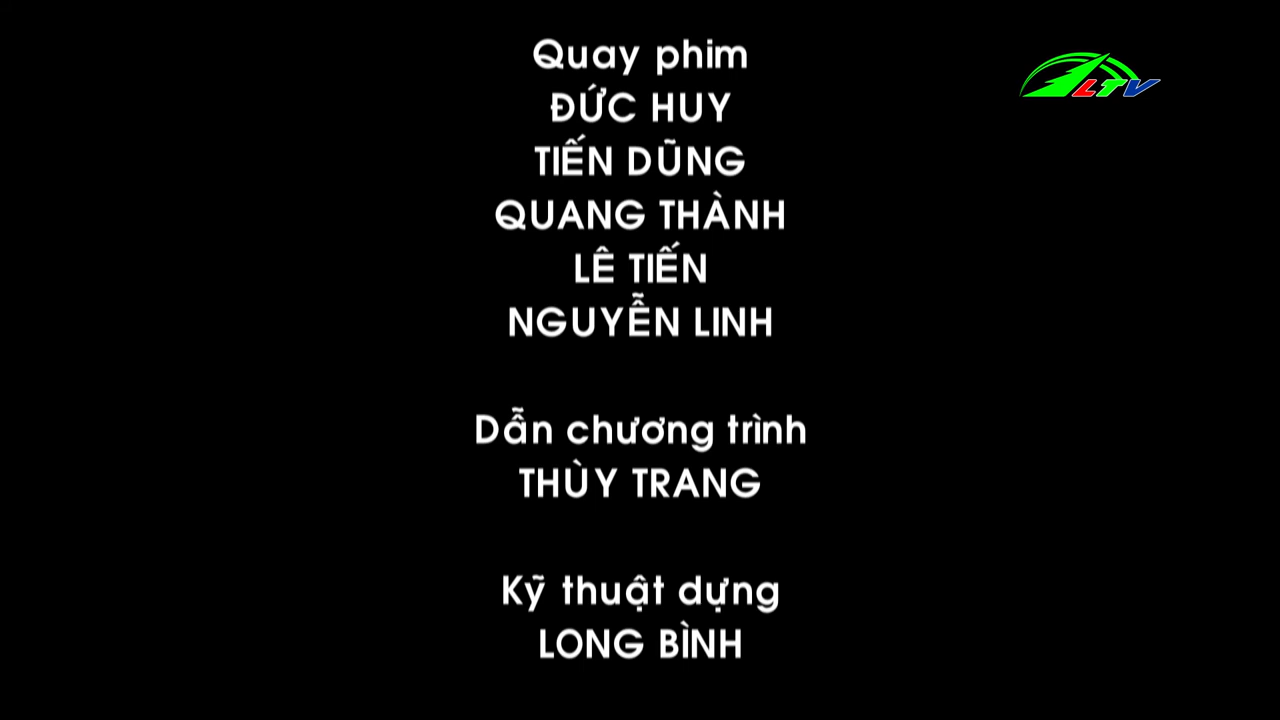 Quay phim
ĐỨC HUY
TIẾN DŨNG
QUANG THÀNH
LÊ TIẾN
NGUYỄN LINH
Dẫn chương trình
THÙY TRANG
Kỹ thuật dựng
LONG BÌNH
LTV